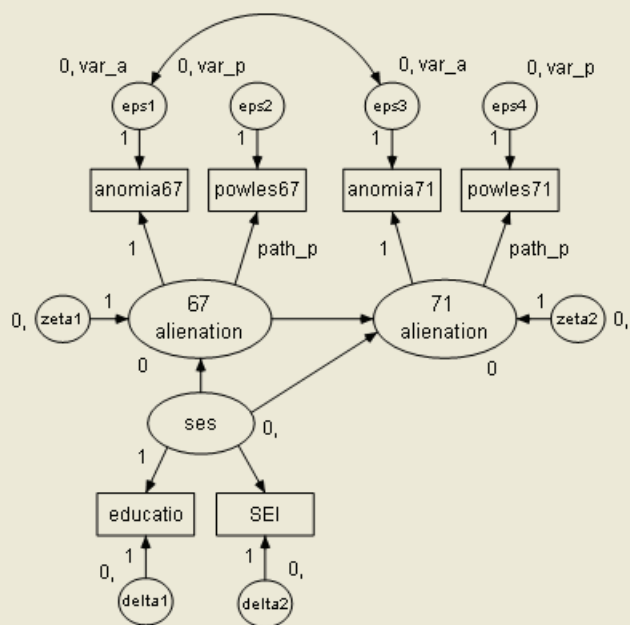 0, var_a
0, var_p
0, var_a
0, var_p
eps1
eps2
eps3
eps4
1
1
1
1
anomia67
powles67
anomia71
powles71
1
path_p
1
path_p
67
alienation
71
alienation
0,
zeta1
1
1
zeta2
0,
0
0
ses
0,
1
educatio
SEI
1
1
0,
0,
delta1
delta2